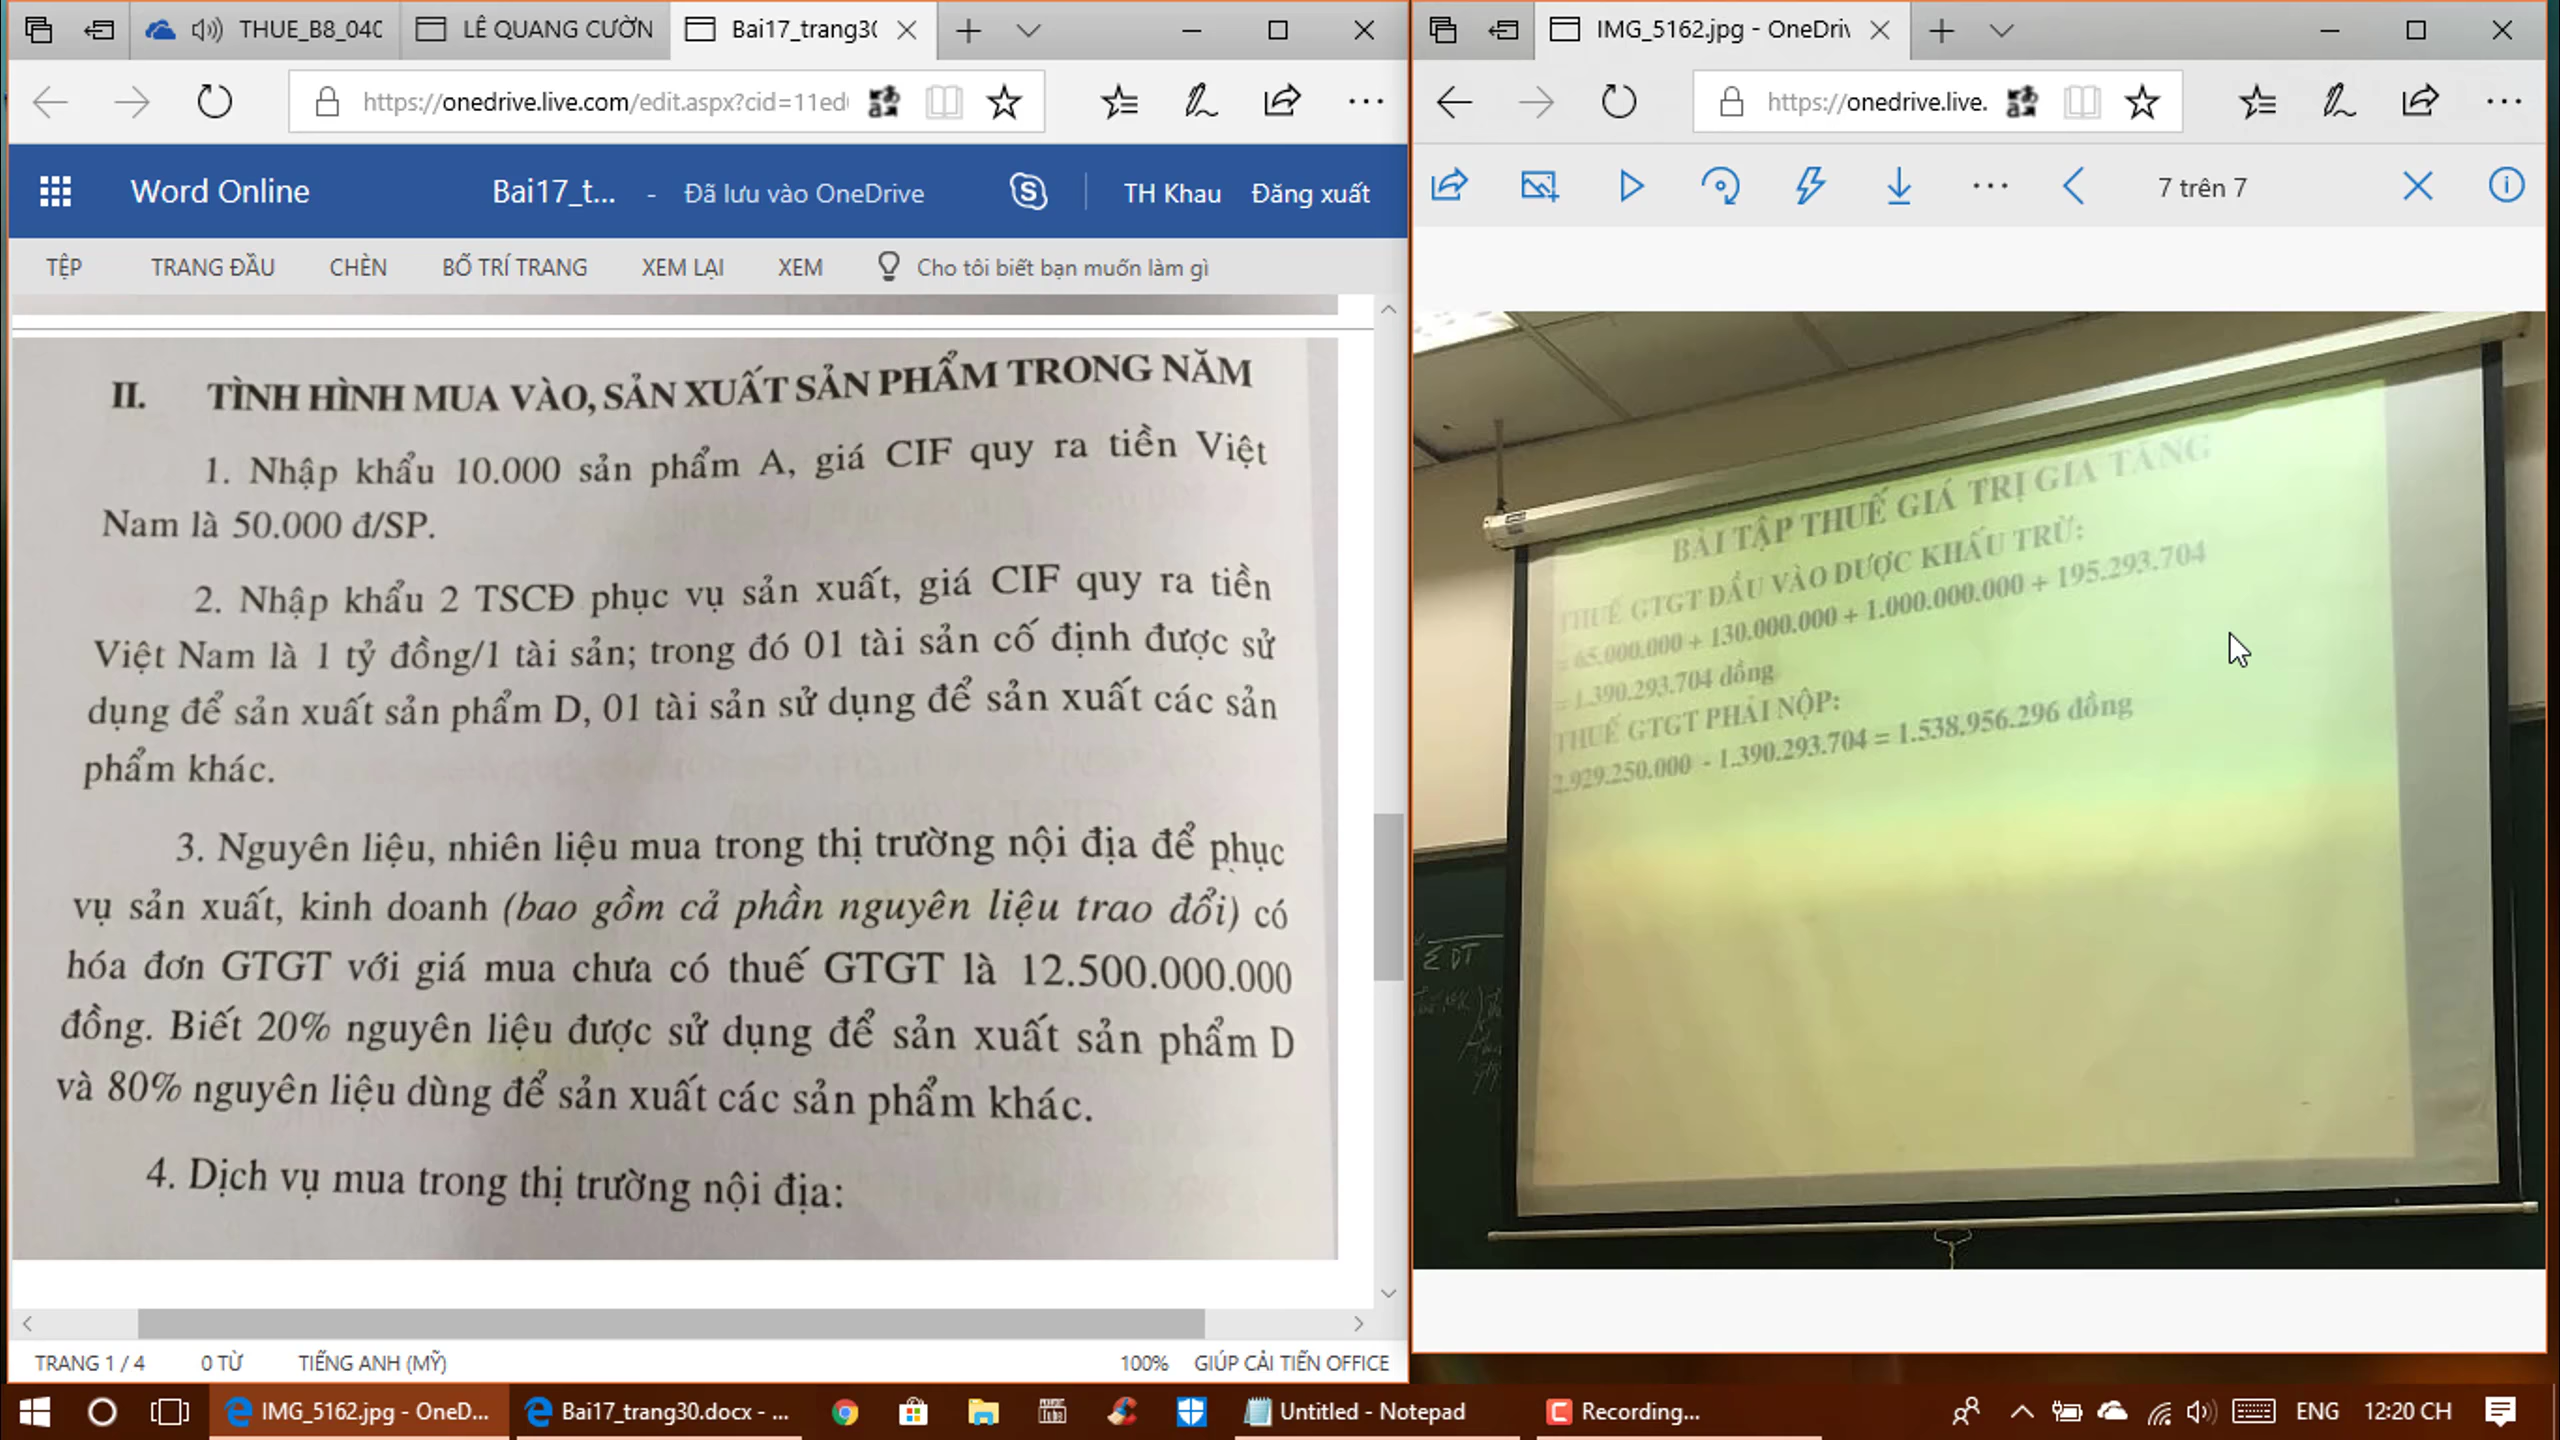 THUE_B8_04C
LÊ QUANG CƯỜN
Bai17_trang30
IMG_5162.jpg - OneDriv
https://onedrive.live.com/edit.aspx?cid=11ed
https://onedrive.live.
Word Online
Bai17_t...
- Đã lưu vào OneDrive
TH Khau
Đăng xuất
7 trên 7
TỆP
TRANG ĐẦU
CHÈN
BỐ TRÍ TRANG
XEM LẠI
XEM
Cho tôi biết bạn muốn làm gì
II. TÌNH HÌNH MUA VÀO, SẢN XUẤT SẢN PHẨM TRONG NĂM
1. Nhập khẩu 10.000 sản phẩm A, giá CIF quy ra tiền Việt
Nam là 50.000 đ/SP.
2. Nhập khẩu 2 TSCĐ phục vụ sản xuất, giá CIF quy ra tiền
Việt Nam là 1 tỷ đồng/1 tài sản; trong đó 01 tài sản cố định được sử
dụng để sản xuất sản phẩm D, 01 tài sản sử dụng để sản xuất các sản
phẩm khác.
3. Nguyên liệu, nhiên liệu mua trong thị trường nội địa để phục
vụ sản xuất, kinh doanh (bao gồm cả phần nguyên liệu trao đổi) có
hóa đơn GTGT với giá mua chưa có thuế GTGT là 12.500.000.000
đồng. Biết 20% nguyên liệu được sử dụng để sản xuất sản phẩm D
và 80% nguyên liệu dùng để sản xuất các sản phẩm khác.
4. Dịch vụ mua trong thị trường nội địa:
BÀI TẬP THUẾ GIÁ TRỊ GIA TĂNG
THUẾ GTGT ĐẦU VÀO ĐƯỢC KHẤU TRỪ:
= 65.000.000 + 130.000.000 + 1.000.000.000 + 195.293.704
= 1.390.293.704 đồng
THUẾ GTGT PHẢI NỘP:
2.929.250.000 - 1.390.293.704 = 1.538.956.296 đồng
Σ DT
TRANG 1 / 4
0 TỪ
TIẾNG ANH (MỸ)
100%
GIÚP CẢI TIẾN OFFICE
IMG_5162.jpg - OneD...
Bai17_trang30.docx - ...
Untitled - Notepad
Recording...
ENG
12:20 CH